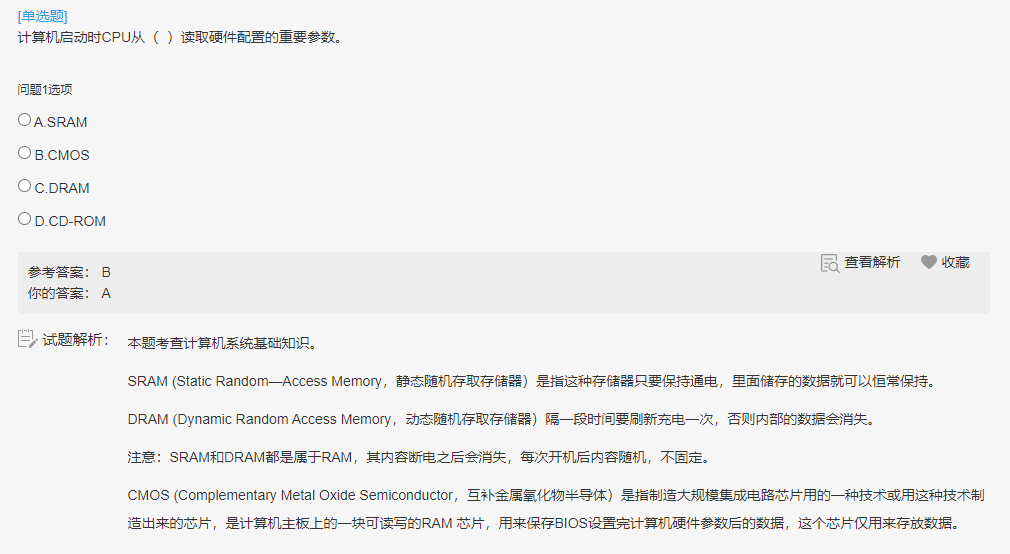 [单选题]
计算机启动时CPU从（ ）读取硬件配置的重要参数。
问题1选项
A.SRAM
B.CMOS
C.DRAM
D.CD-ROM
查看解析 收藏
参考答案： B
你的答案： A
试题解析： 本题考查计算机系统基础知识。
SRAM (Static Random—Access Memory，静态随机存取存储器）是指这种存储器只要保持通电，里面储存的数据就可以恒常保持。
DRAM (Dynamic Random Access Memory，动态随机存取存储器）隔一段时间要刷新充电一次，否则内部的数据会消失。
注意：SRAM和DRAM都是属于RAM，其内容断电之后会消失，每次开机后内容随机，不固定。
CMOS (Complementary Metal Oxide Semiconductor，互补金属氧化物半导体）是指制造大规模集成电路芯片用的一种技术或用这种技术制
造出来的芯片，是计算机主板上的一块可读写的RAM 芯片，用来保存BIOS设置完计算机硬件参数后的数据，这个芯片仅用来存放数据。